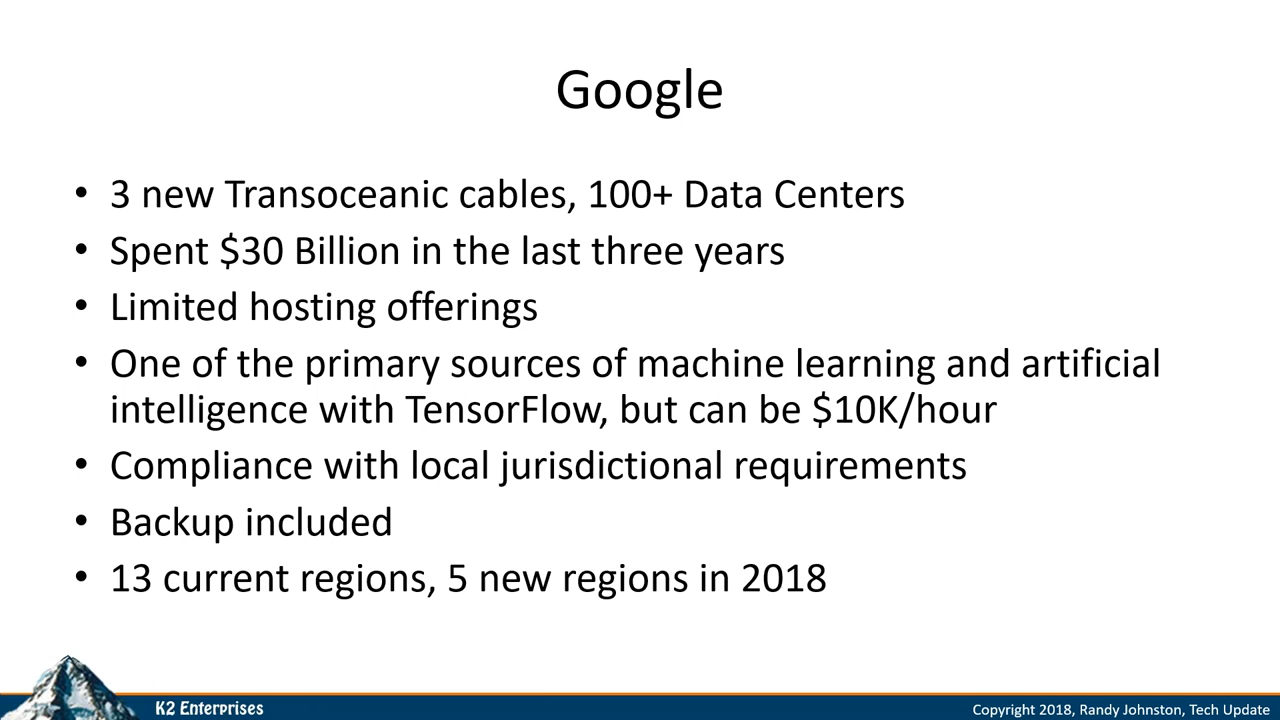 Google
• 3 new Transoceanic cables, 100+ Data Centers
• Spent $30 Billion in the last three years
• Limited hosting offerings
• One of the primary sources of machine learning and artificial
intelligence with TensorFlow, but can be $10K/hour
• Compliance with local jurisdictional requirements
• Backup included
• 13 current regions, 5 new regions in 2018
K2 Enterprises
Copyright 2018, Randy Johnston, Tech Update